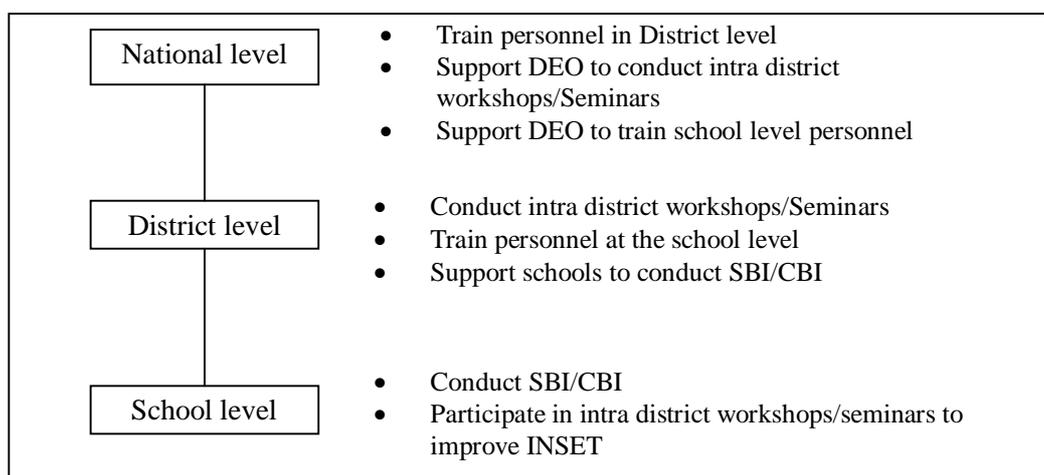 National level
• Train personnel in District level
• Support DEO to conduct intra district
workshops/Seminars
• Support DEO to train school level personnel
District level
• Conduct intra district workshops/Seminars
• Train personnel at the school level
• Support schools to conduct SBI/CBI
School level
• Conduct SBI/CBI
• Participate in intra district workshops/seminars to
improve INSET